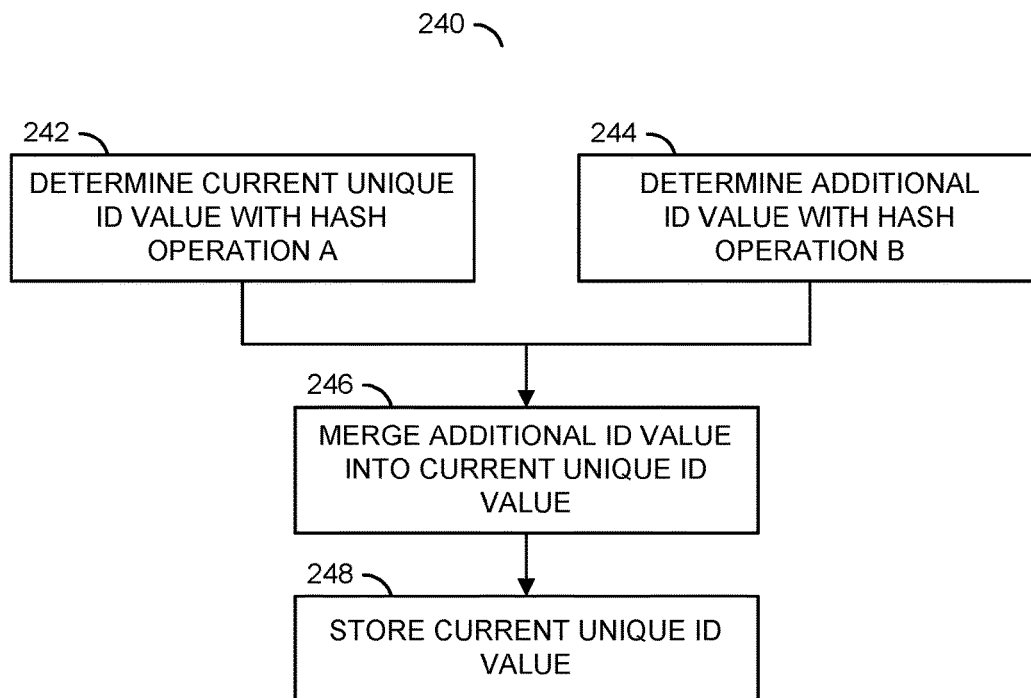 240
242
DETERMINE CURRENT UNIQUE
ID VALUE WITH HASH
OPERATION A
244
DETERMINE ADDITIONAL
ID VALUE WITH HASH
OPERATION B
246
MERGE ADDITIONAL ID VALUE
INTO CURRENT UNIQUE ID
VALUE
248
STORE CURRENT UNIQUE ID
VALUE